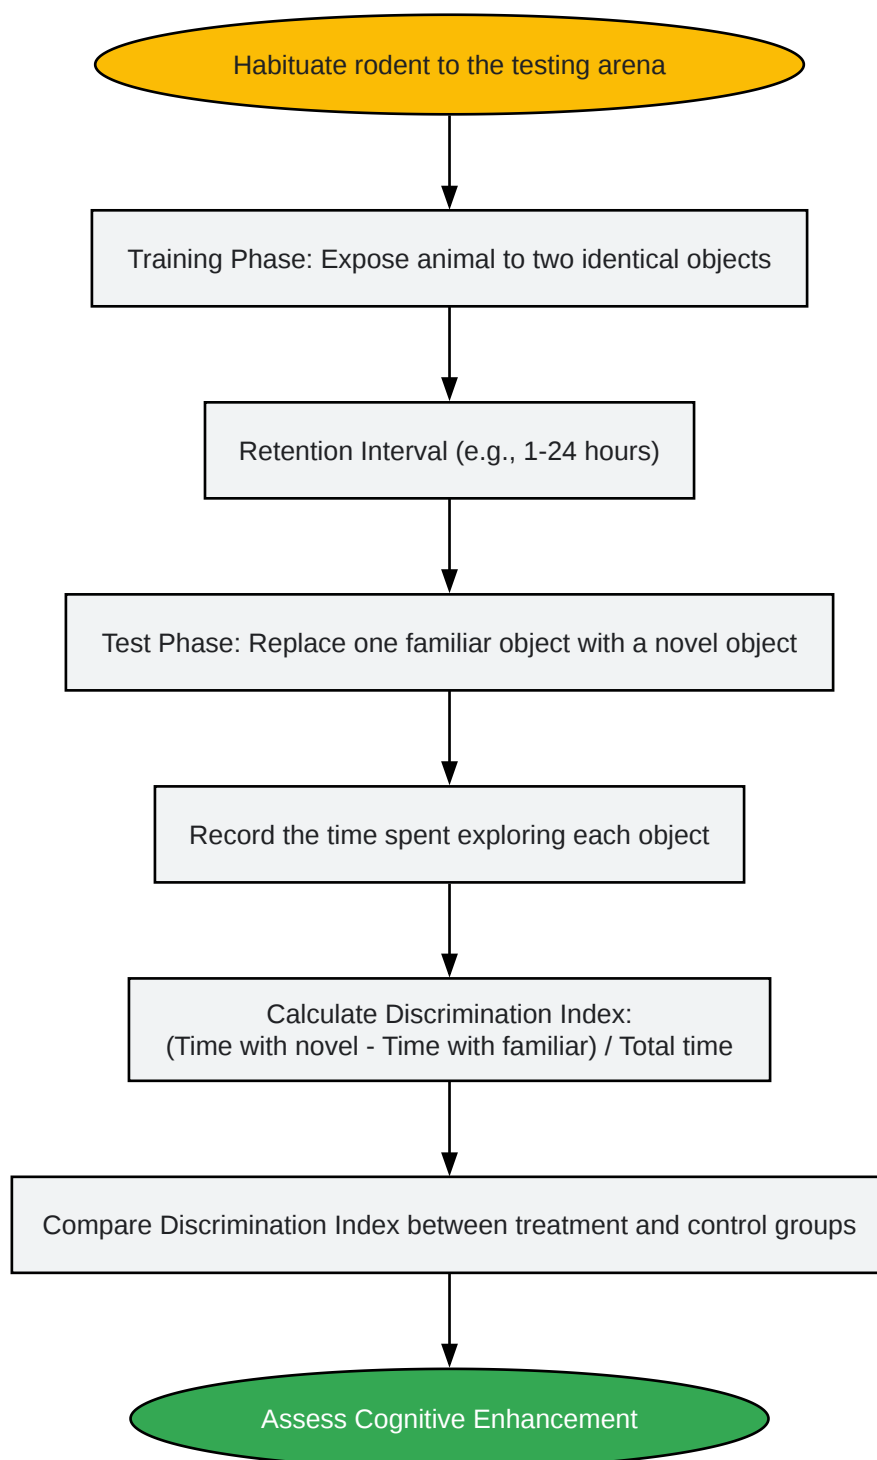 Habituate rodent to the testing arena
Training Phase: Expose animal to two identical objects
Retention Interval (e.g., 1-24 hours)
Test Phase: Replace one familiar object with a novel object
Record the time spent exploring each object
Calculate Discrimination Index:
(Time with novel - Time with familiar) / Total time
Compare Discrimination Index between treatment and control groups
Assess Cognitive Enhancement